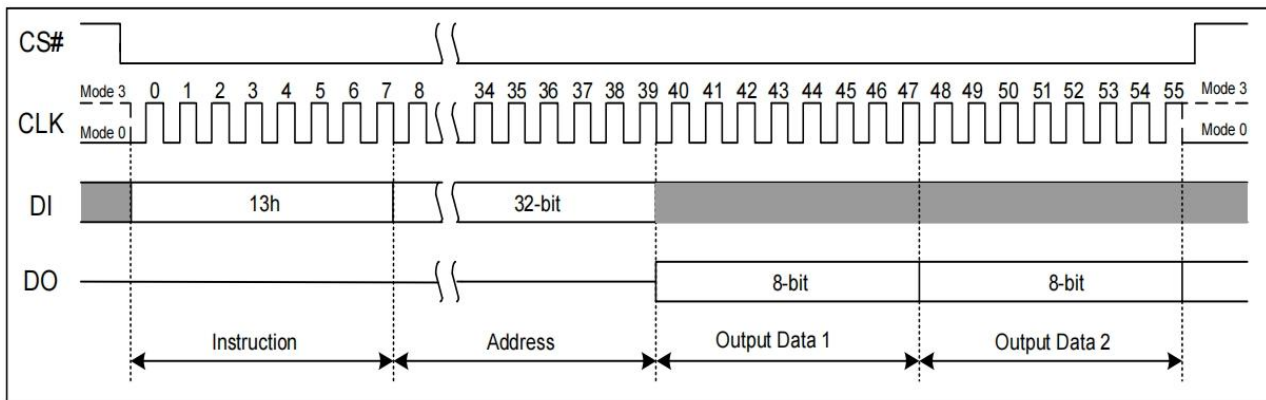 CS#
Mode 3 0 1 2 3 4 5 6 7 8 34 35 36 37 38 39 40 41 42 43 44 45 46 47 48 49 50 51 52 53 54 55 Mode 3
CLK
Mode 0 Mode 0
DI 13h 32-bit
DO 8-bit 8-bit
Instruction Address Output Data 1 Output Data 2